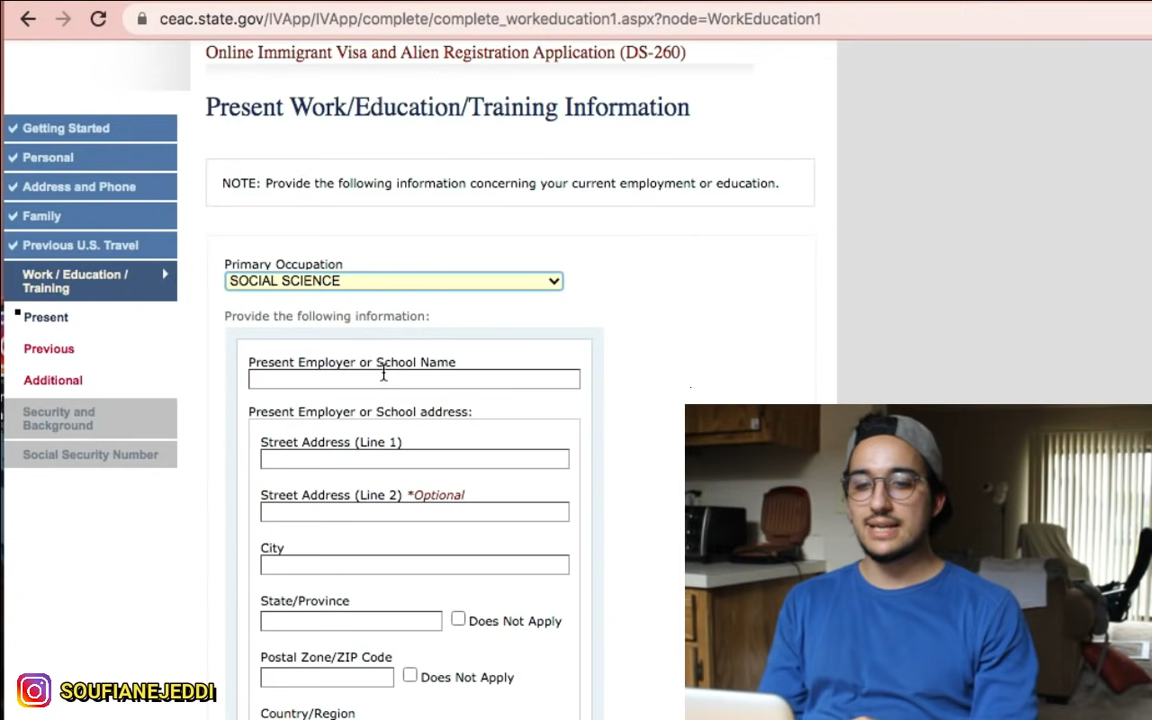 ceac.state.gov/IVApp/IVApp/complete/complete_workeducation1.aspx?node=WorkEducation1
Online Immigrant Visa and Alien Registration Application (DS-260)
Present Work/Education/Training Information
Getting Started
Personal
Address and Phone
Family
Previous U.S. Travel
Work / Education /
Training
Present
Previous
Additional
Security and
Background
Social Security Number
NOTE: Provide the following information concerning your current employment or education.
Primary Occupation
SOCIAL SCIENCE
Provide the following information:
Present Employer or School Name
Present Employer or School address:
Street Address (Line 1)
Street Address (Line 2) *Optional
City
State/Province
Does Not Apply
Postal Zone/ZIP Code
Does Not Apply
Country/Region
SOUFIANEJEDDI